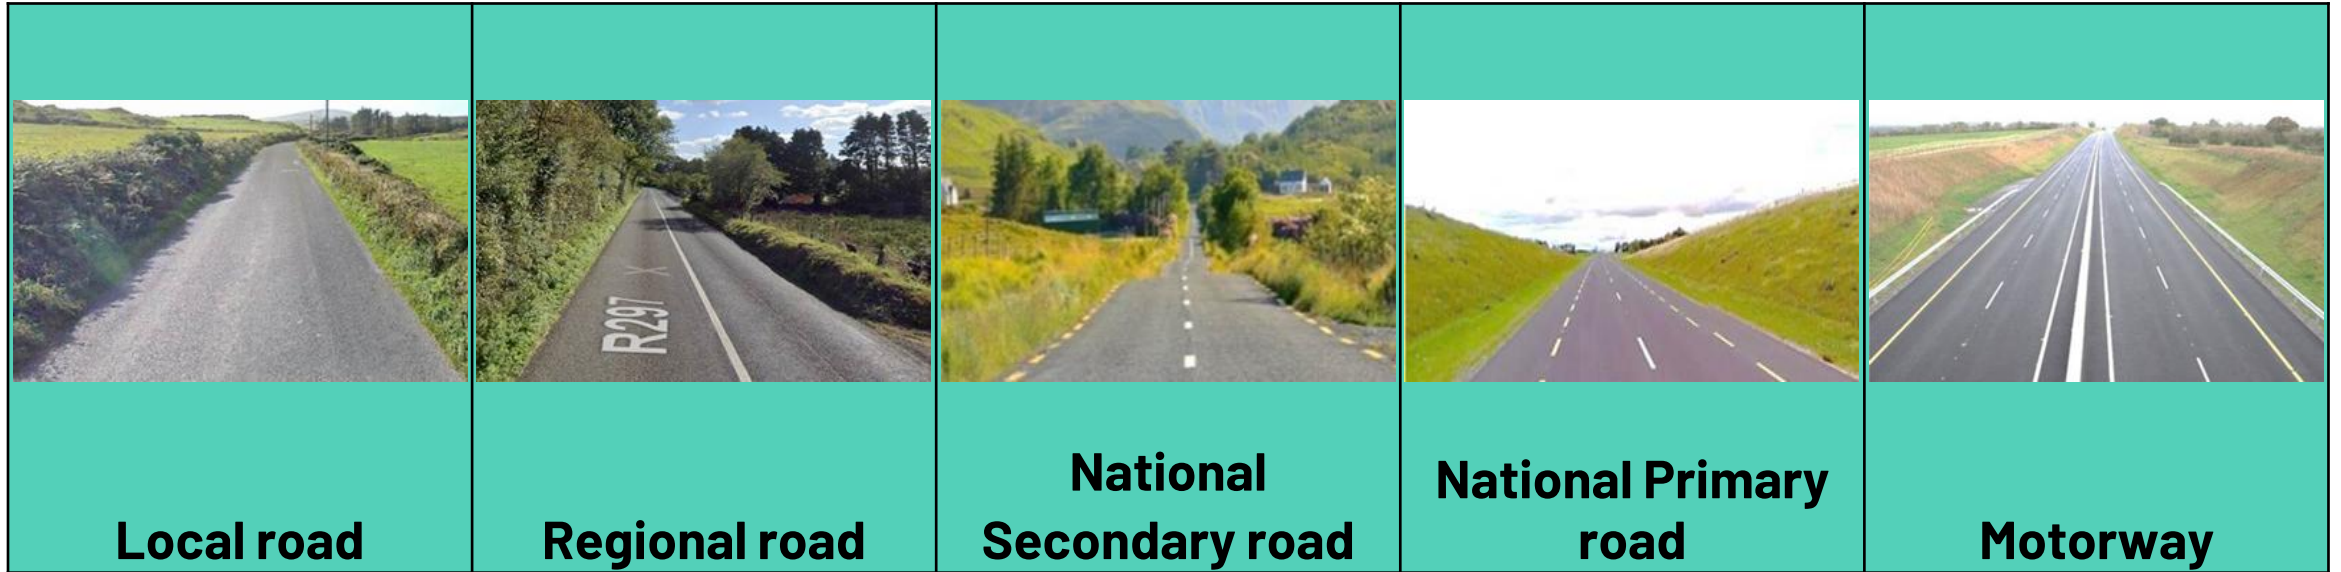 R297
Local road
Regional road
National
Secondary road
National Primary
road
Motorway